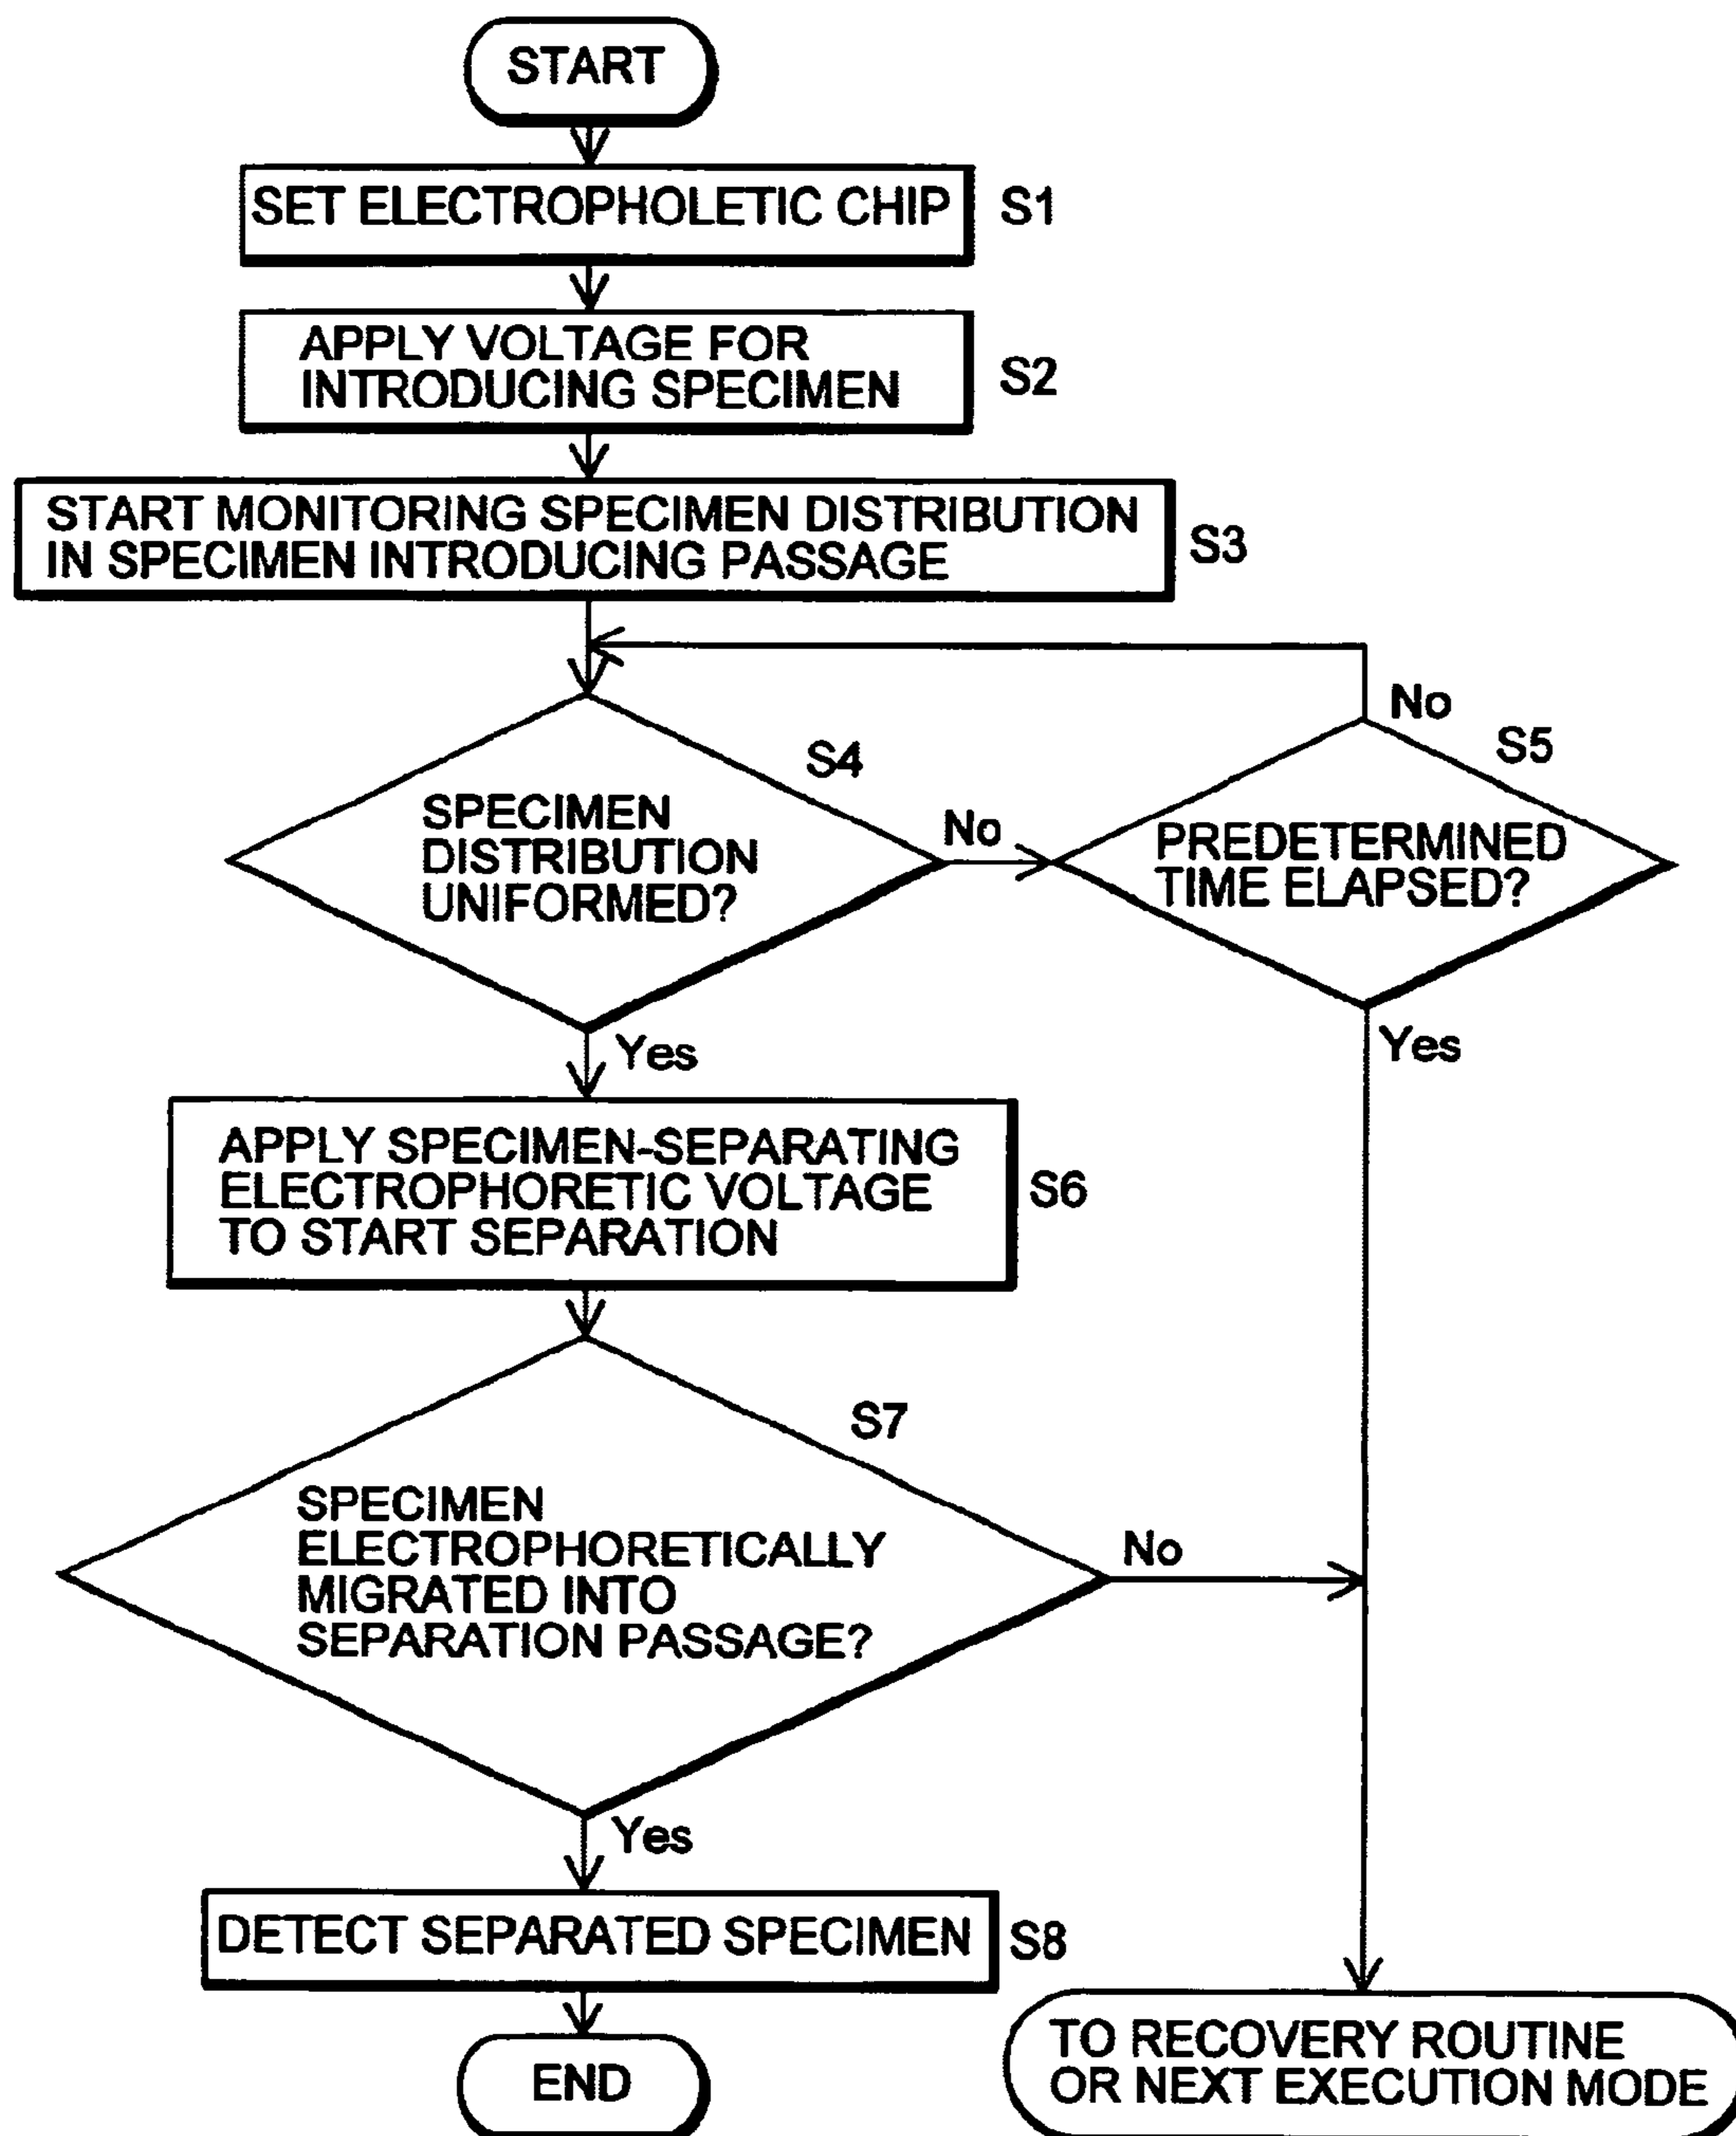 START
SET ELECTROPHOLETIC CHIP
S1
APPLY VOLTAGE FOR
INTRODUCING SPECIMEN
S2
START MONITORING SPECIMEN DISTRIBUTION
IN SPECIMEN INTRODUCING PASSAGE
S3
No
S5
S4
SPECIMEN
DISTRIBUTION
UNIFORMED?
No
PREDETERMINED
TIME ELAPSED?
Yes
Yes
APPLY SPECIMEN-SEPARATING
ELECTROPHORETIC VOLTAGE
TO START SEPARATION
S6
S7
SPECIMEN
ELECTROPHORETICALLY
MIGRATED INTO
SEPARATION PASSAGE?
No
Yes
DETECT SEPARATED SPECIMEN
S8
END
TO RECOVERY ROUTINE
OR NEXT EXECUTION MODE